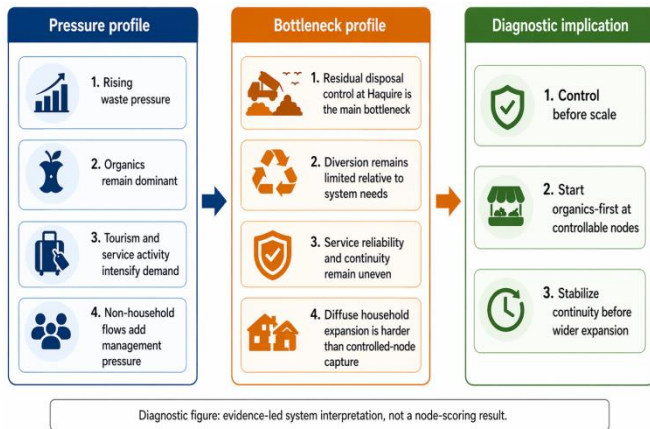 Pressure profile
1. Rising
waste pressure
2. Organics
remain dominant
3. Tourism and
service activity
intensify demand
4. Non-household
flows add
management
pressure
Bottleneck profile
1. Residual disposal
control at Haquire is
the main bottleneck
2. Diversion remains
limited relative to
system needs
3. Service reliability
and continuity
remain uneven
4. Diffuse household
expansion is harder
than controlled-node
capture
Diagnostic implication
1. Control
before scale
2. Start
organics-first at
controllable nodes
3. Stabilize
continuity before
wider expansion
Diagnostic figure: evidence-led system interpretation, not a node-scoring result.